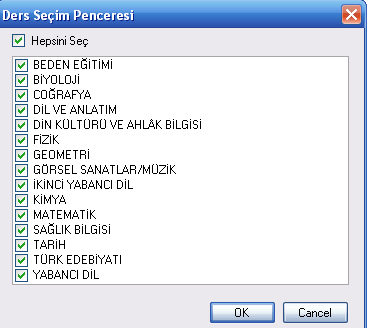 Ders Seçim Penceresi
Hepsini Seç
BEDEN EĞİTİMİ
BİYOLOJİ
COĞRAFYA
DİL VE ANLATIM
DİN KÜLTÜRÜ VE AHLÂK BİLGİSİ
FİZİK
GEOMETRİ
GÖRSEL SANATLAR/MÜZİK
İKİNCİ YABANCI DİL
KİMYA
MATEMATİK
SAĞLIK BİLGİSİ
TARİH
TÜRK EDEBİYATI
YABANCI DİL
OK Cancel